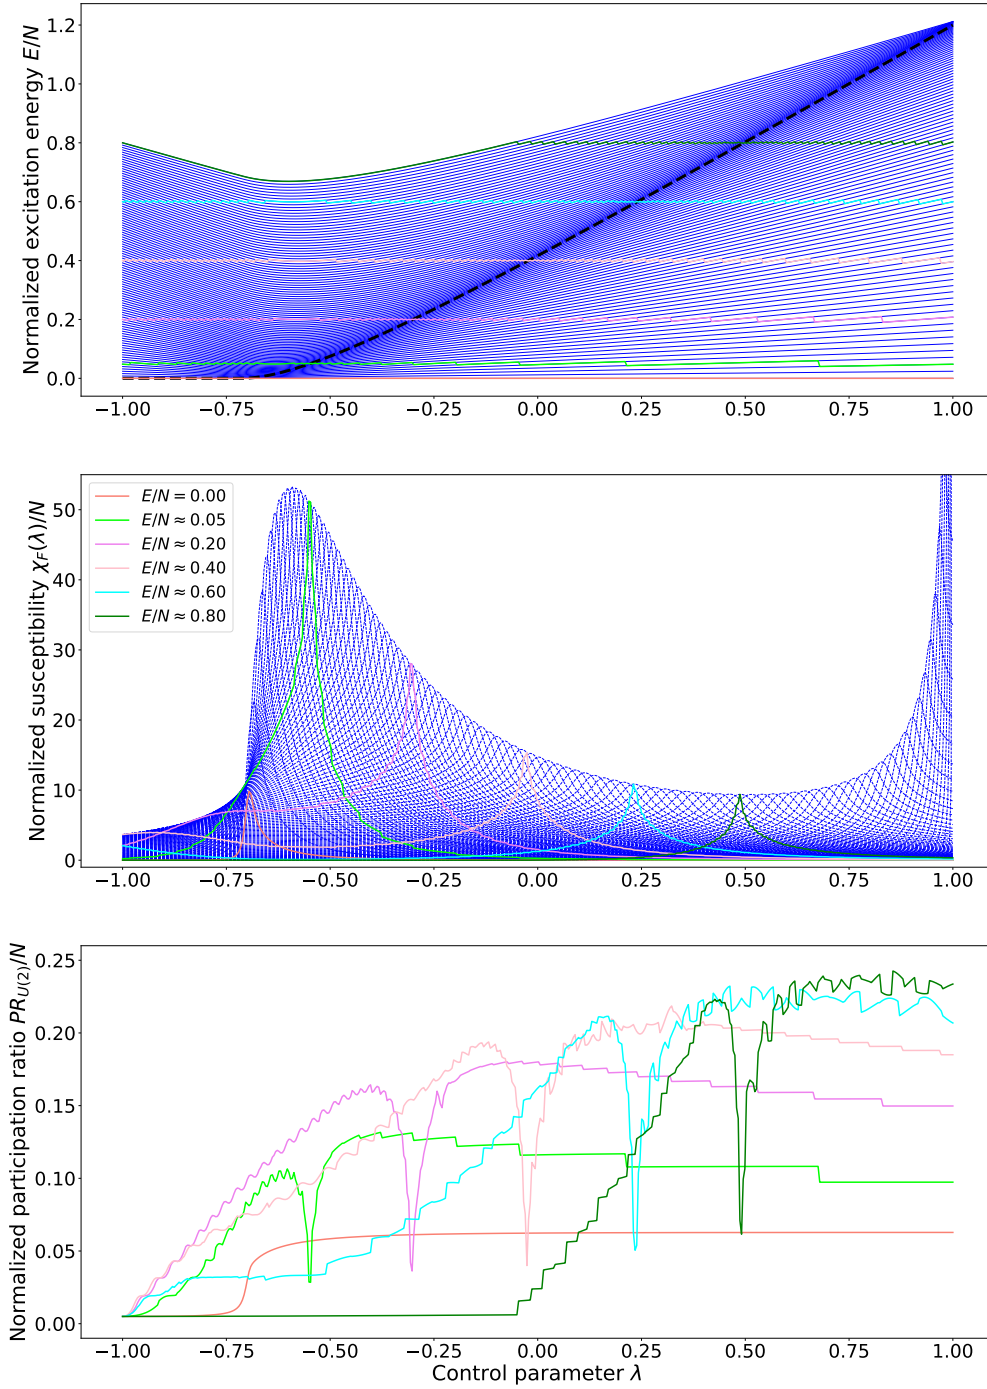 Normalized excitation energy E/N
1.2
1.0
0.8
0.6
0.4
0.2
0.0
−1.00 −0.75 −0.50 −0.25 0.00 0.25 0.50 0.75 1.00
Normalized susceptibility χ_F(λ)/N
50
40
30
20
10
0
E/N = 0.00
E/N ≈ 0.05
E/N ≈ 0.20
E/N ≈ 0.40
E/N ≈ 0.60
E/N ≈ 0.80
−1.00 −0.75 −0.50 −0.25 0.00 0.25 0.50 0.75 1.00
Normalized participation ratio PR_{U(2)}/N
0.25
0.20
0.15
0.10
0.05
0.00
−1.00 −0.75 −0.50 −0.25 0.00 0.25 0.50 0.75 1.00
Control parameter λ